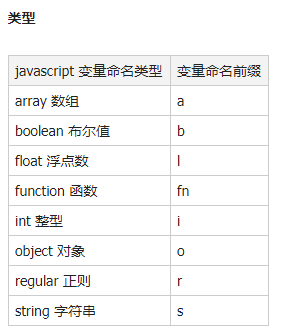 类型
javascript 变量命名类型 变量命名前缀
array 数组 a
boolean 布尔值 b
float 浮点数 l
function 函数 fn
int 整型 i
object 对象 o
regular 正则 r
string 字符串 s